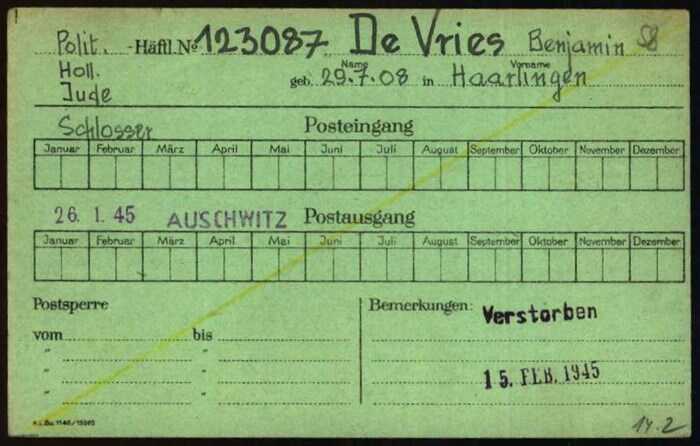 Polit. -Häftl. № 123087 De Vries Benjamin 58
Name Vorname
Holl. geb. 29.7.08 in Haarlingen
Jude
Schlosser Posteingang
Januar Februar März April Mai Juni Juli August September Oktober November Dezember
26. 1. 45 AUSCHWITZ Postausgang
Januar Februar März April Mai Juni Juli August September Oktober November Dezember
Postsperre
Bemerkungen: Verstorben
vom bis
" "
" "
" "
15. FEB. 1945
14.2